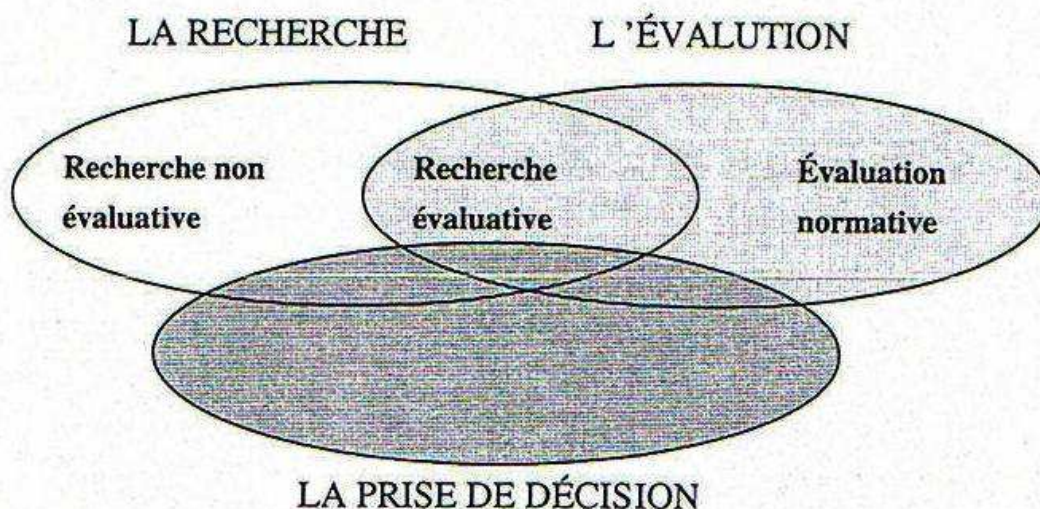 LA RECHERCHE
L 'ÉVALUTION
Recherche non
évaluative
Recherche
évaluative
Évaluation
normative
LA PRISE DE DÉCISION